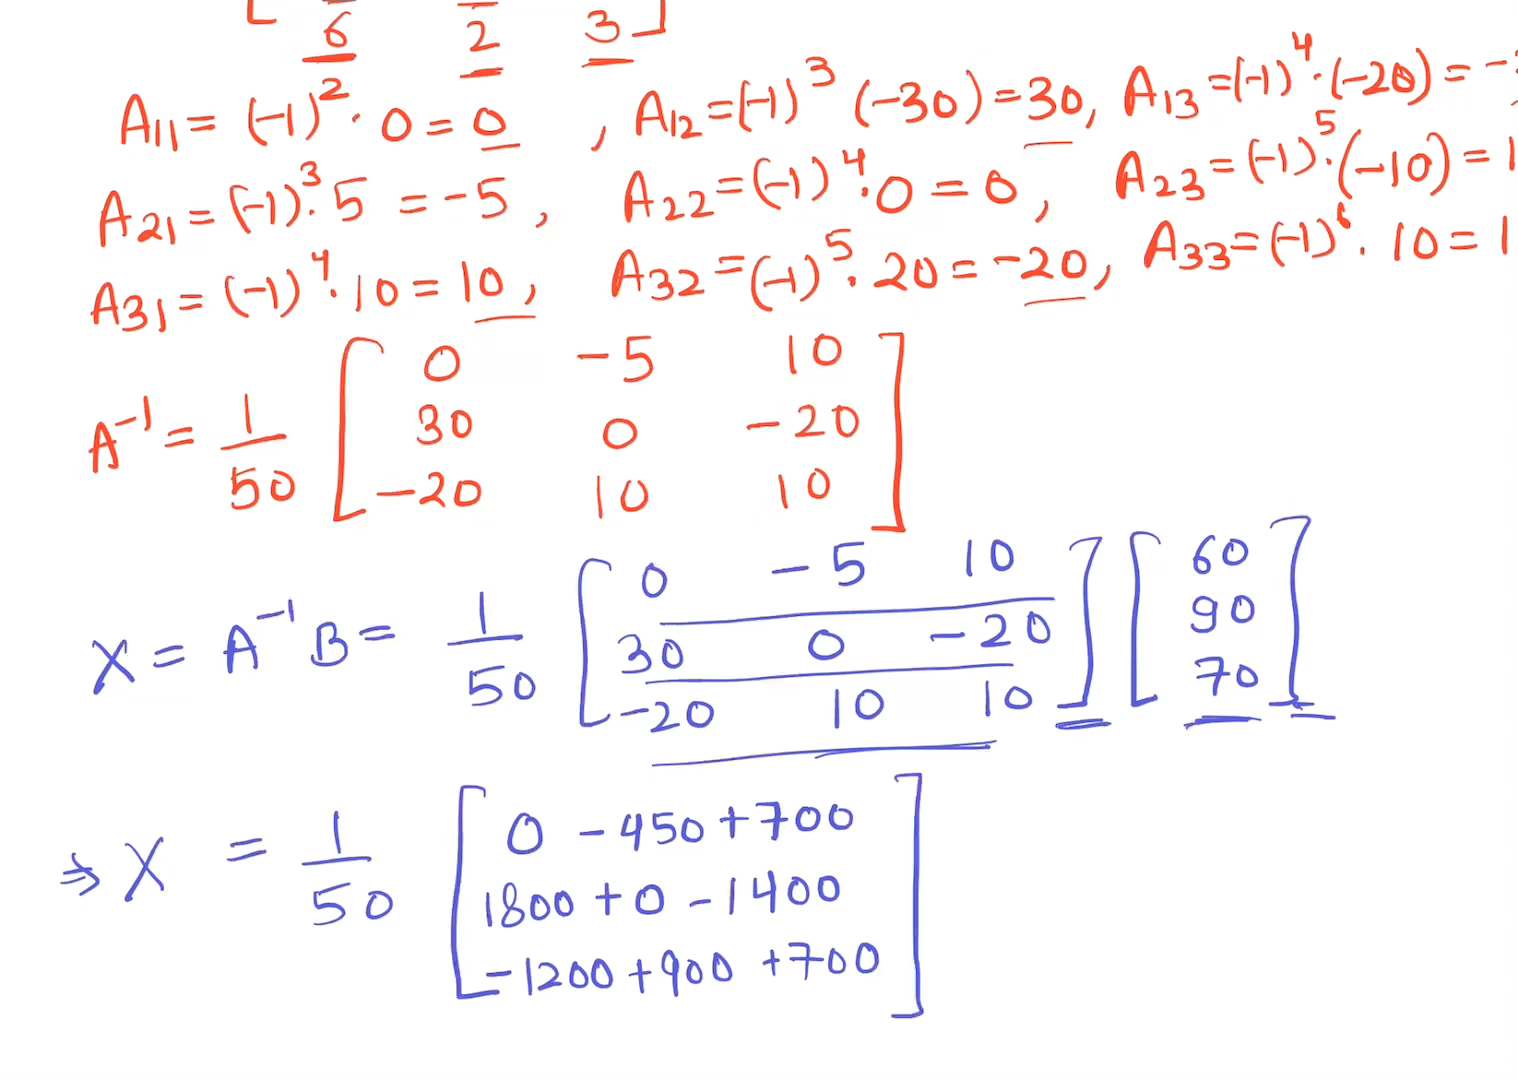 [ 6 2 3 ]
A₁₁ = (-1)² · 0 = 0 , A₁₂ = (-1)³ (-30) = 30, A₁₃ = (-1)⁴ · (-20) = -
A₂₁ = (-1)³ · 5 = -5 , A₂₂ = (-1)⁴ · 0 = 0, A₂₃ = (-1)⁵ · (-10) = 1
A₃₁ = (-1)⁴ · 10 = 10 , A₃₂ = (-1)⁵ · 20 = -20, A₃₃ = (-1)⁶ · 10 = 1
A⁻¹ = 1/50 [ 0 -5 10
30 0 -20
-20 10 10 ]
X = A⁻¹ B = 1/50 [ 0 -5 10
30 0 -20
-20 10 10 ] [ 60
90
70 ]
⇒ X = 1/50 [ 0 - 450 + 700
1800 + 0 - 1400
-1200 + 900 + 700 ]